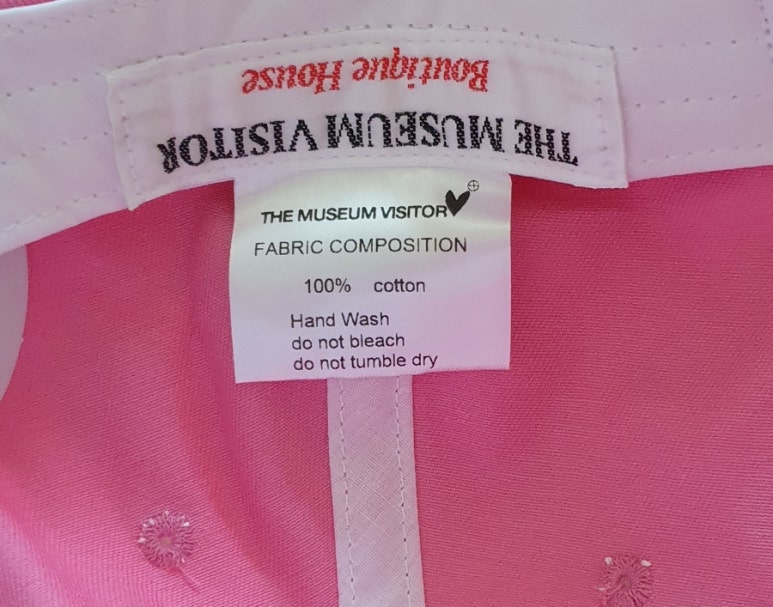 THE MUSEUM VISITOR
Boutique House
THE MUSEUM VISITOR
FABRIC COMPOSITION
100% cotton
Hand Wash
do not bleach
do not tumble dry